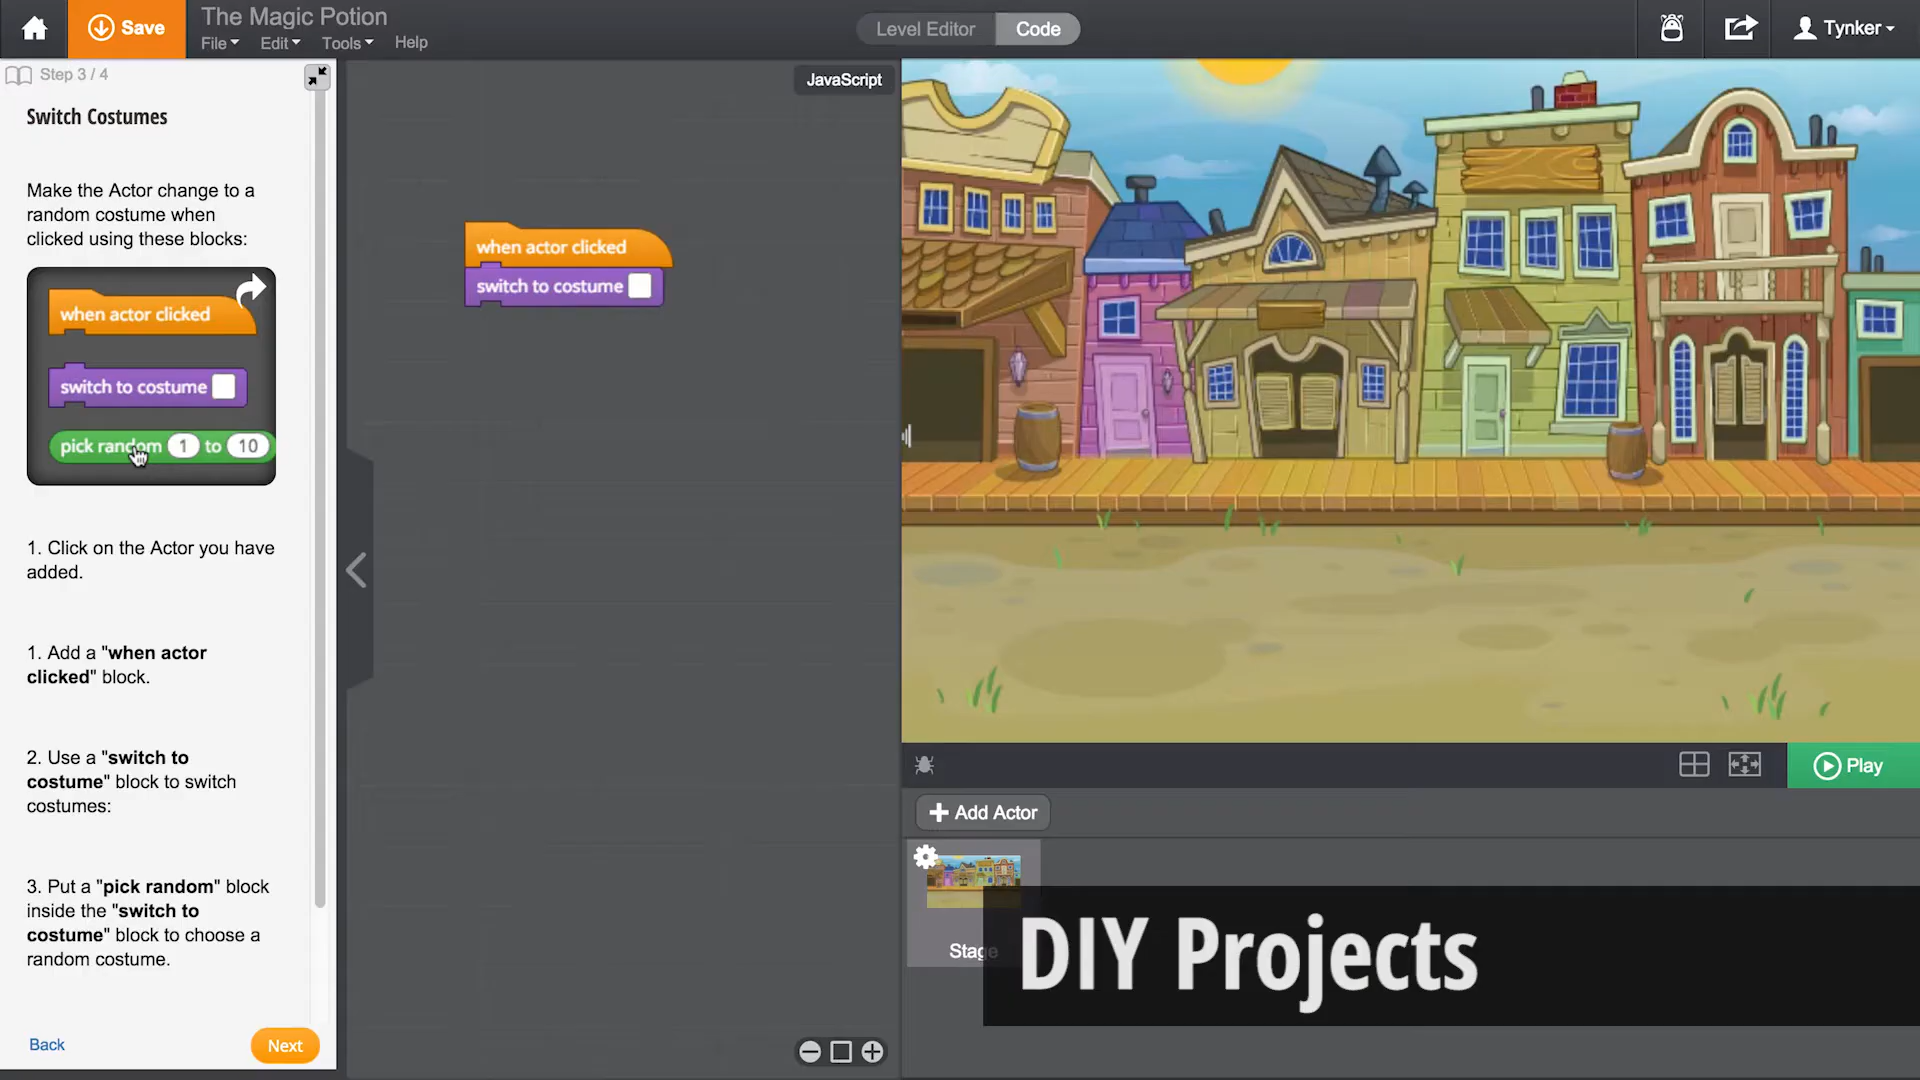 Save
The Magic Potion
File
Edit
Tools
Help
Level Editor
Code
Tynker
Step 3 / 4
Switch Costumes
Make the Actor change to a
random costume when
clicked using these blocks:
when actor clicked
switch to costume
pick random 1 to 10
1. Click on the Actor you have
added.
1. Add a "when actor
clicked" block.
2. Use a "switch to
costume" block to switch
costumes:
3. Put a "pick random" block
inside the "switch to
costume" block to choose a
random costume.
Back
Next
JavaScript
when actor clicked
switch to costume
Play
Add Actor
Stage
DIY Projects